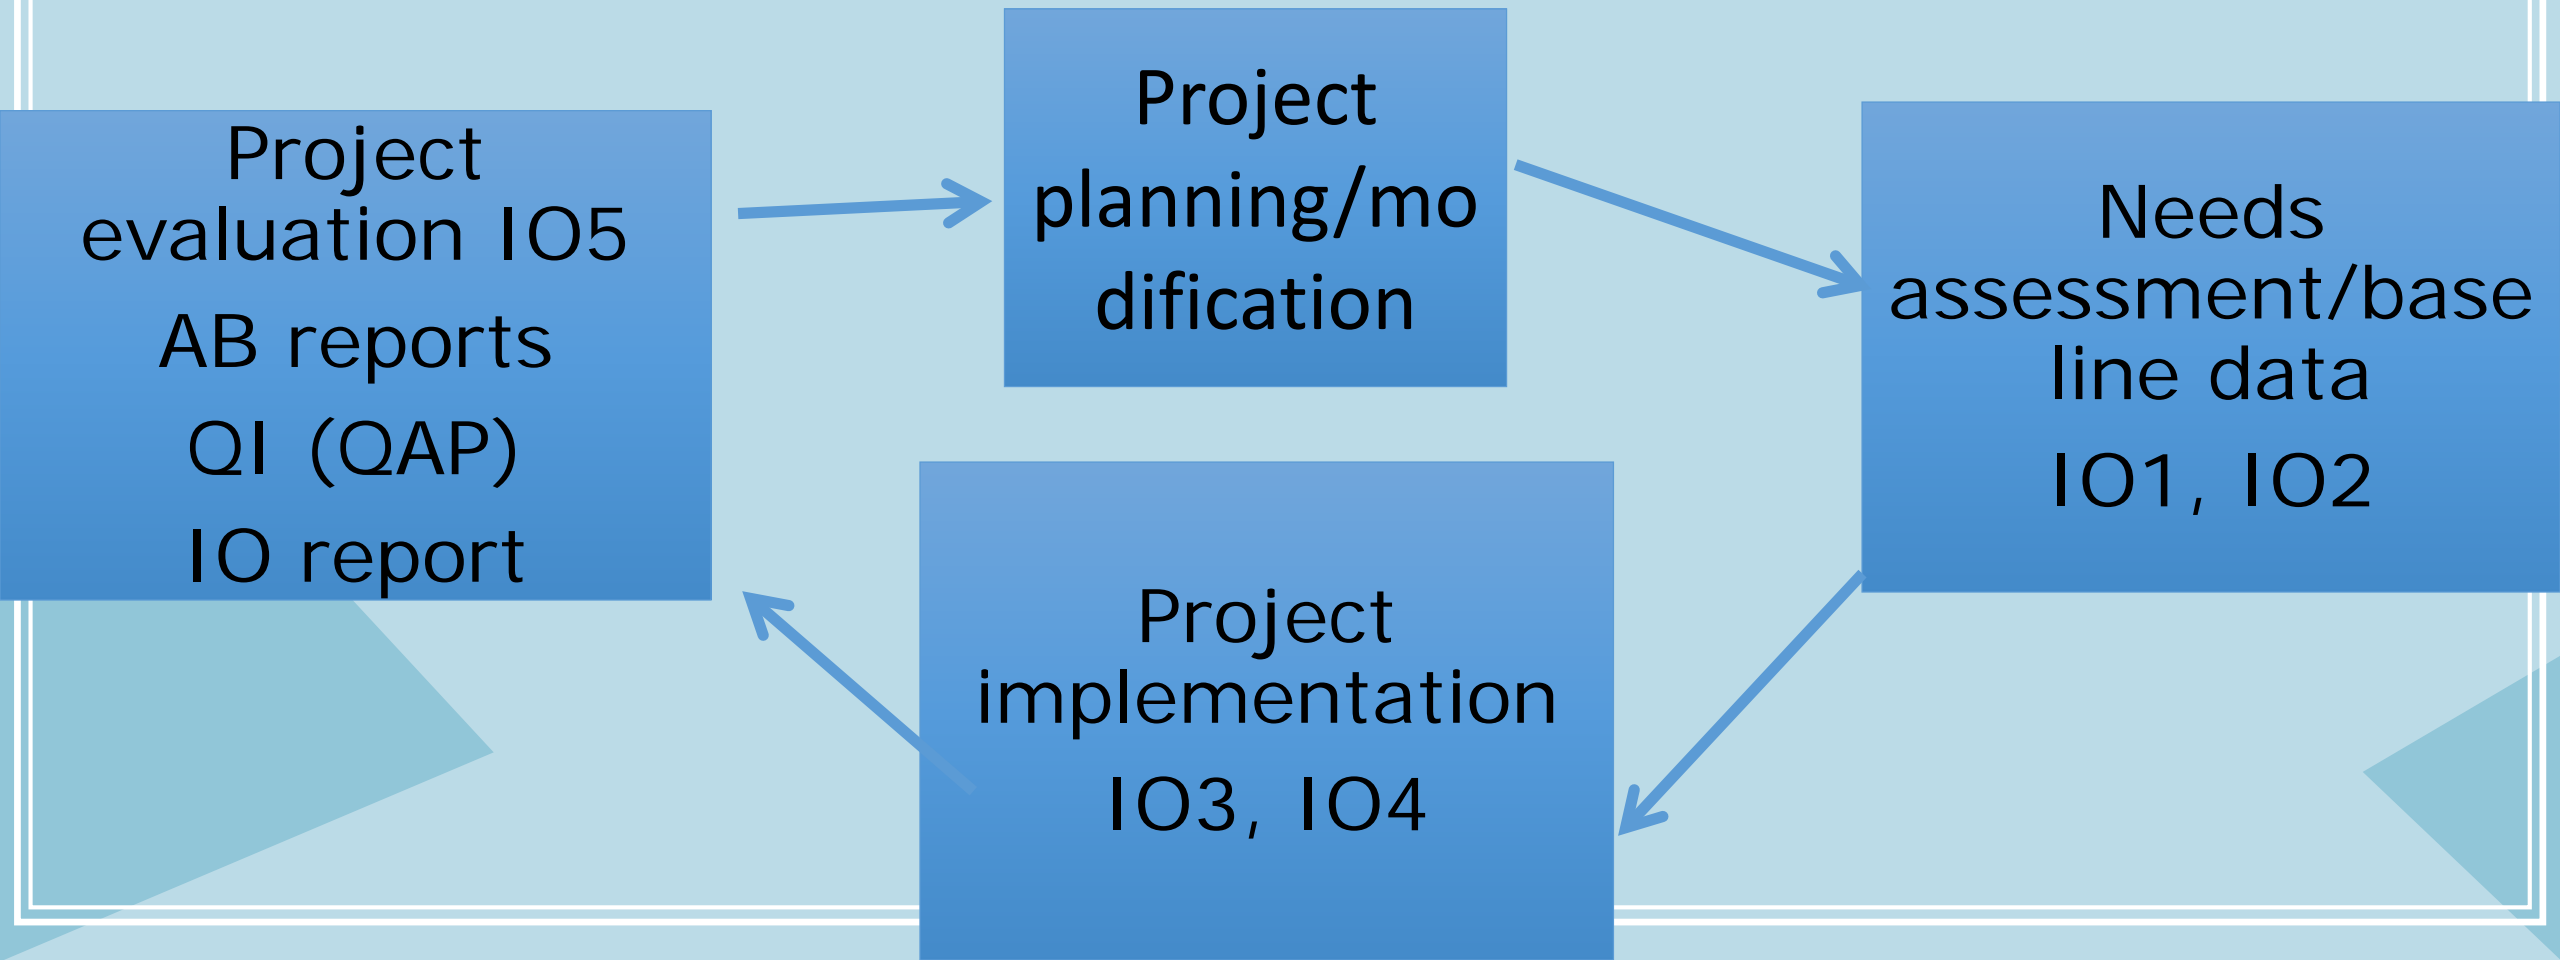 Project
planning/mo
dification
Project
evaluation IO5
AB reports
QI (QAP)
IO report
Needs
assessment/base
line data
IO1, IO2
Project
implementation
IO3, IO4